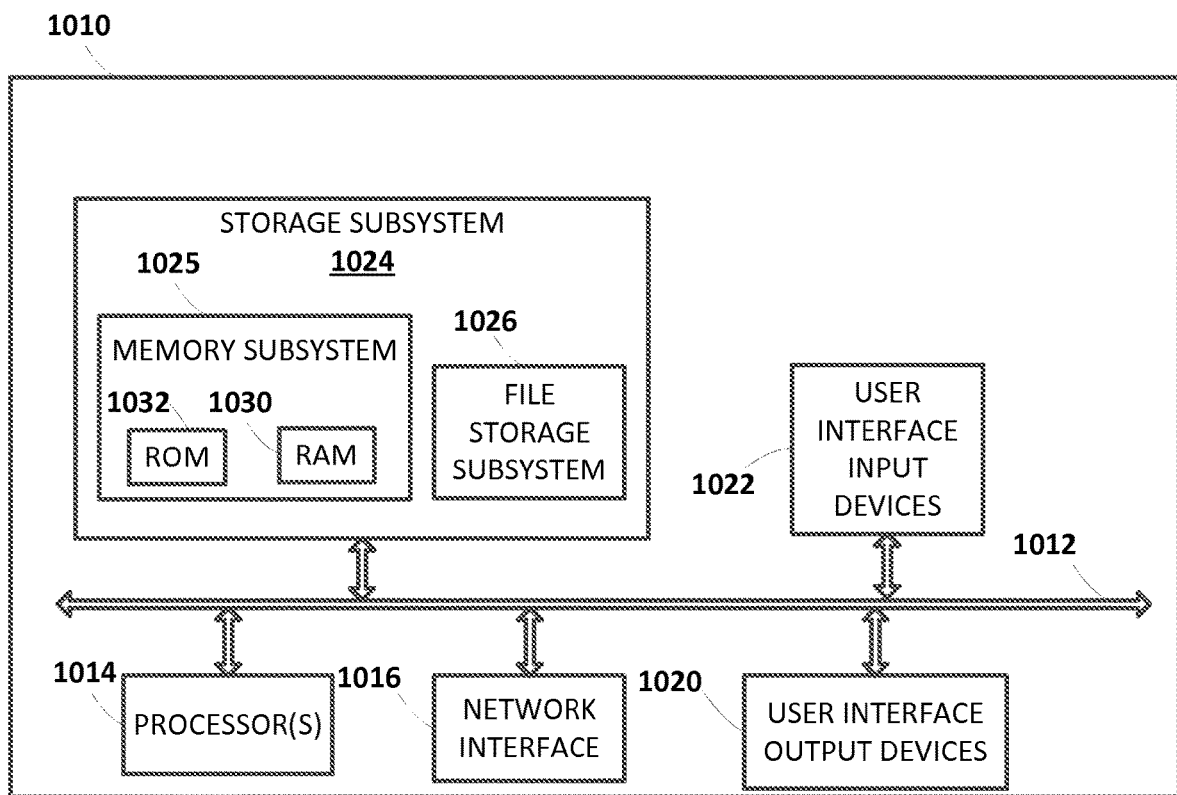 1010
STORAGE SUBSYSTEM
1024
1025
MEMORY SUBSYSTEM
1032
1030
ROM
RAM
1026
FILE
STORAGE
SUBSYSTEM
USER
INTERFACE
INPUT
DEVICES
1022
1012
1014
PROCESSOR(S)
1016
NETWORK
INTERFACE
1020
USER INTERFACE
OUTPUT DEVICES